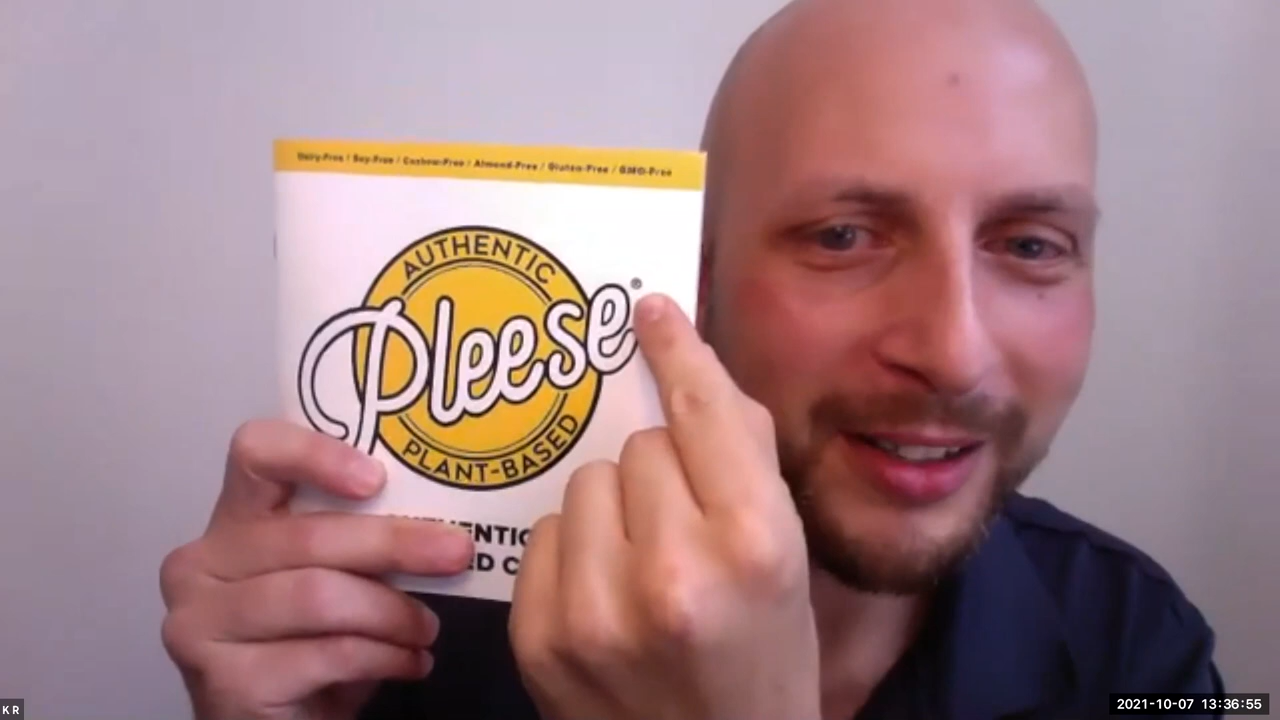 Dairy-Free / Soy-Free / Cashew-Free / Almond-Free / Gluten-Free / GMO-Free
AUTHENTIC
Pleese®
PLANT-BASED
KR
2021-10-07 13:36:55